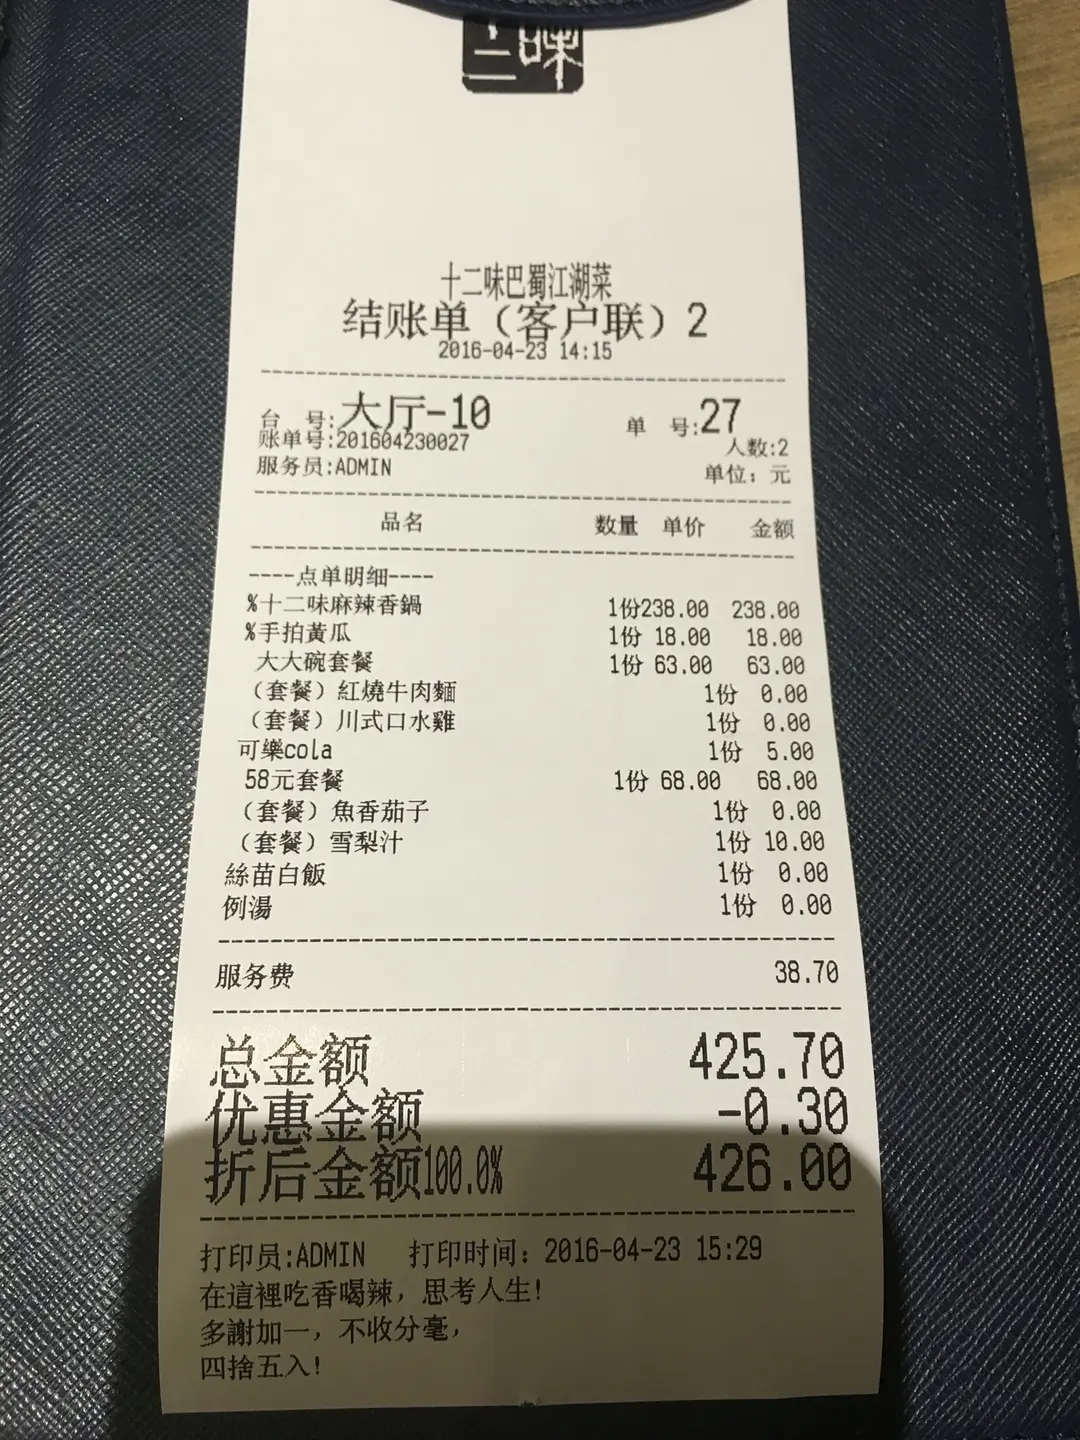 十二味
十二味巴蜀江湖菜
结账单（客户联）2
2016-04-23 14:15
台 号:大厅-10 单 号:27
账单号:201604230027 人数:2
服务员:ADMIN 单位：元
品名 数量 单价 金额
----点单明细----
%十二味麻辣香鍋 1份238.00 238.00
%手拍黃瓜 1份 18.00 18.00
大大碗套餐 1份 63.00 63.00
（套餐）紅燒牛肉麵 1份 0.00
（套餐）川式口水雞 1份 0.00
可樂cola 1份 5.00
58元套餐 1份 68.00 68.00
（套餐）魚香茄子 1份 0.00
（套餐）雪梨汁 1份 10.00
絲苗白飯 1份 0.00
例湯 1份 0.00
服务费 38.70
总金额 425.70
优惠金额 -0.30
折后金额100.0% 426.00
打印员:ADMIN 打印时间：2016-04-23 15:29
在這裡吃香喝辣，思考人生!
多謝加一，不收分毫，
四捨五入!